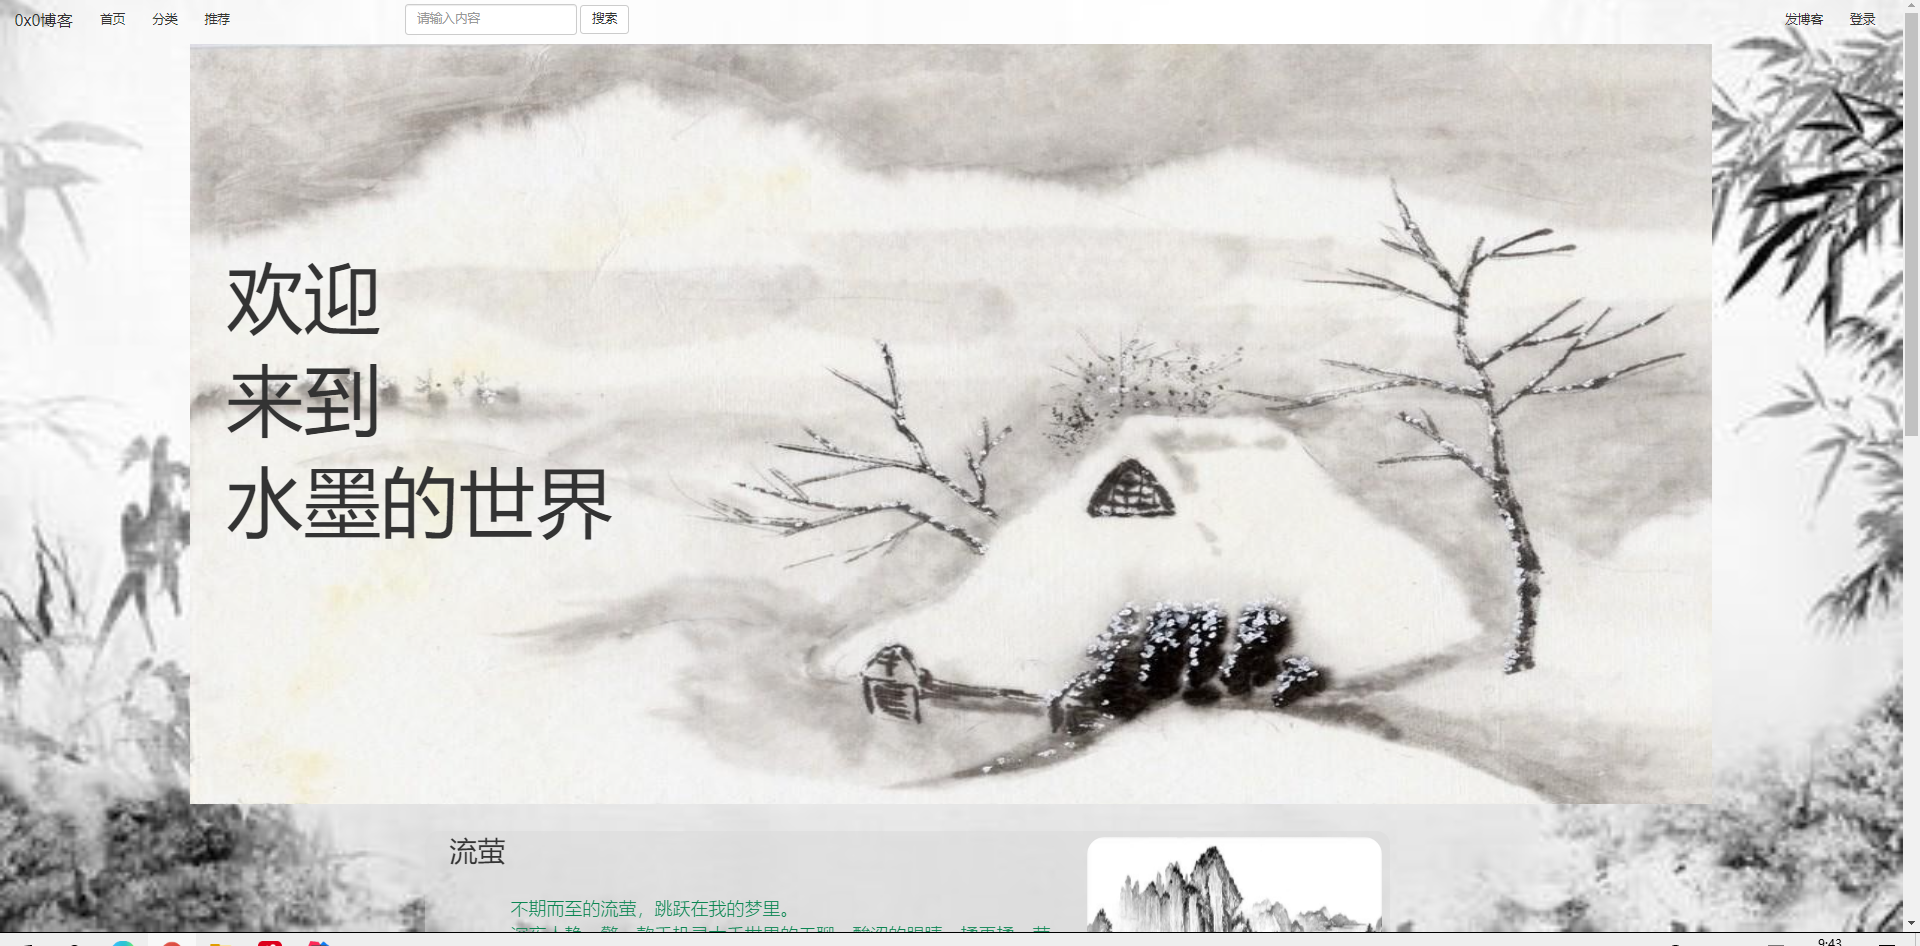 0x0博客 首页 分类 推荐 请输入内容 搜索 发博客 登录
欢迎
来到
水墨的世界
流萤
不期而至的流萤，跳跃在我的梦里。
9:43